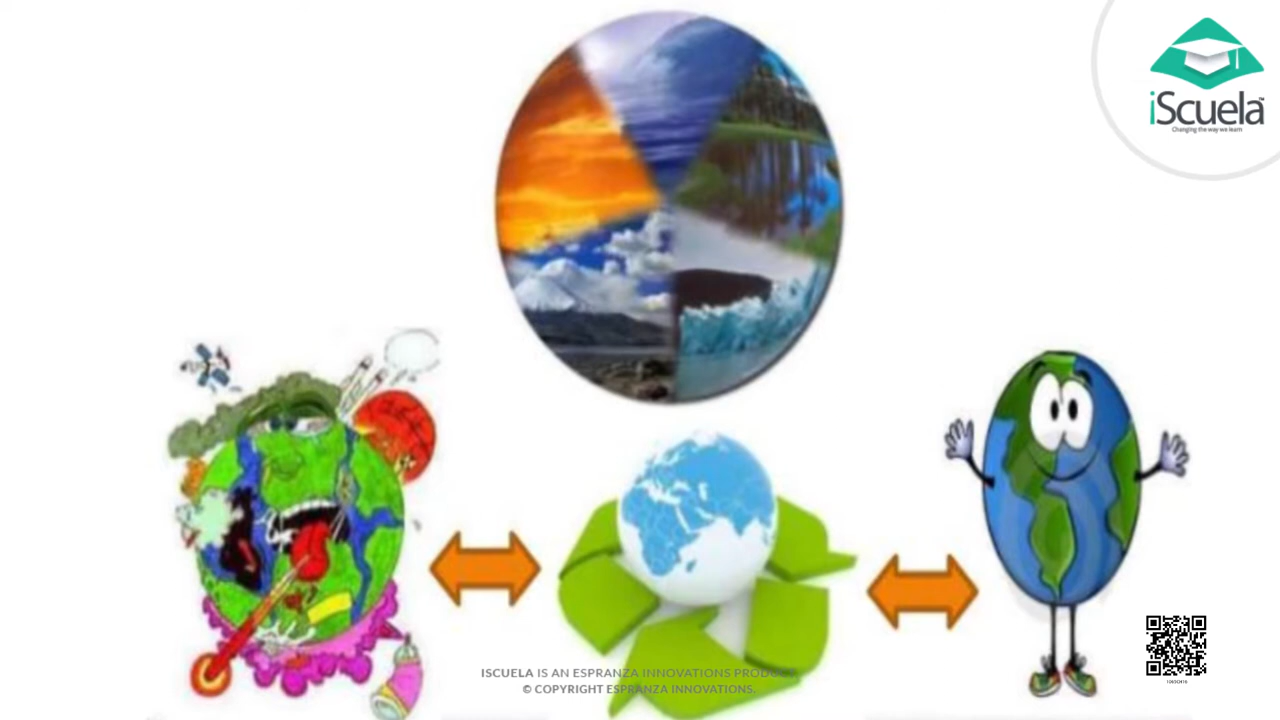 iScuela
Changing the way we learn
ISCUELA IS AN ESPRANZA INNOVATIONS PRODUCT.
© COPYRIGHT ESPRANZA INNOVATIONS.